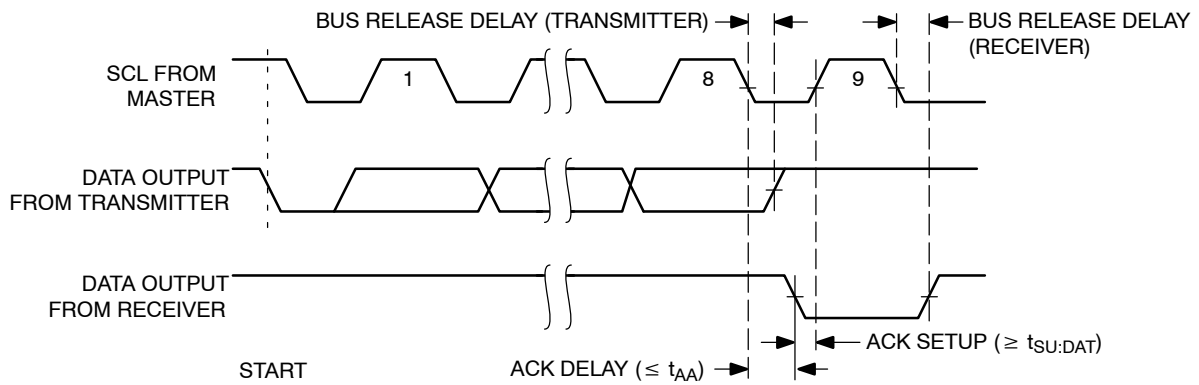 BUS RELEASE DELAY (TRANSMITTER)
BUS RELEASE DELAY
(RECEIVER)
SCL FROM
MASTER
1
8
9
DATA OUTPUT
FROM TRANSMITTER
DATA OUTPUT
FROM RECEIVER
START
ACK DELAY (≤ tAA)
ACK SETUP (≥ tSU:DAT)